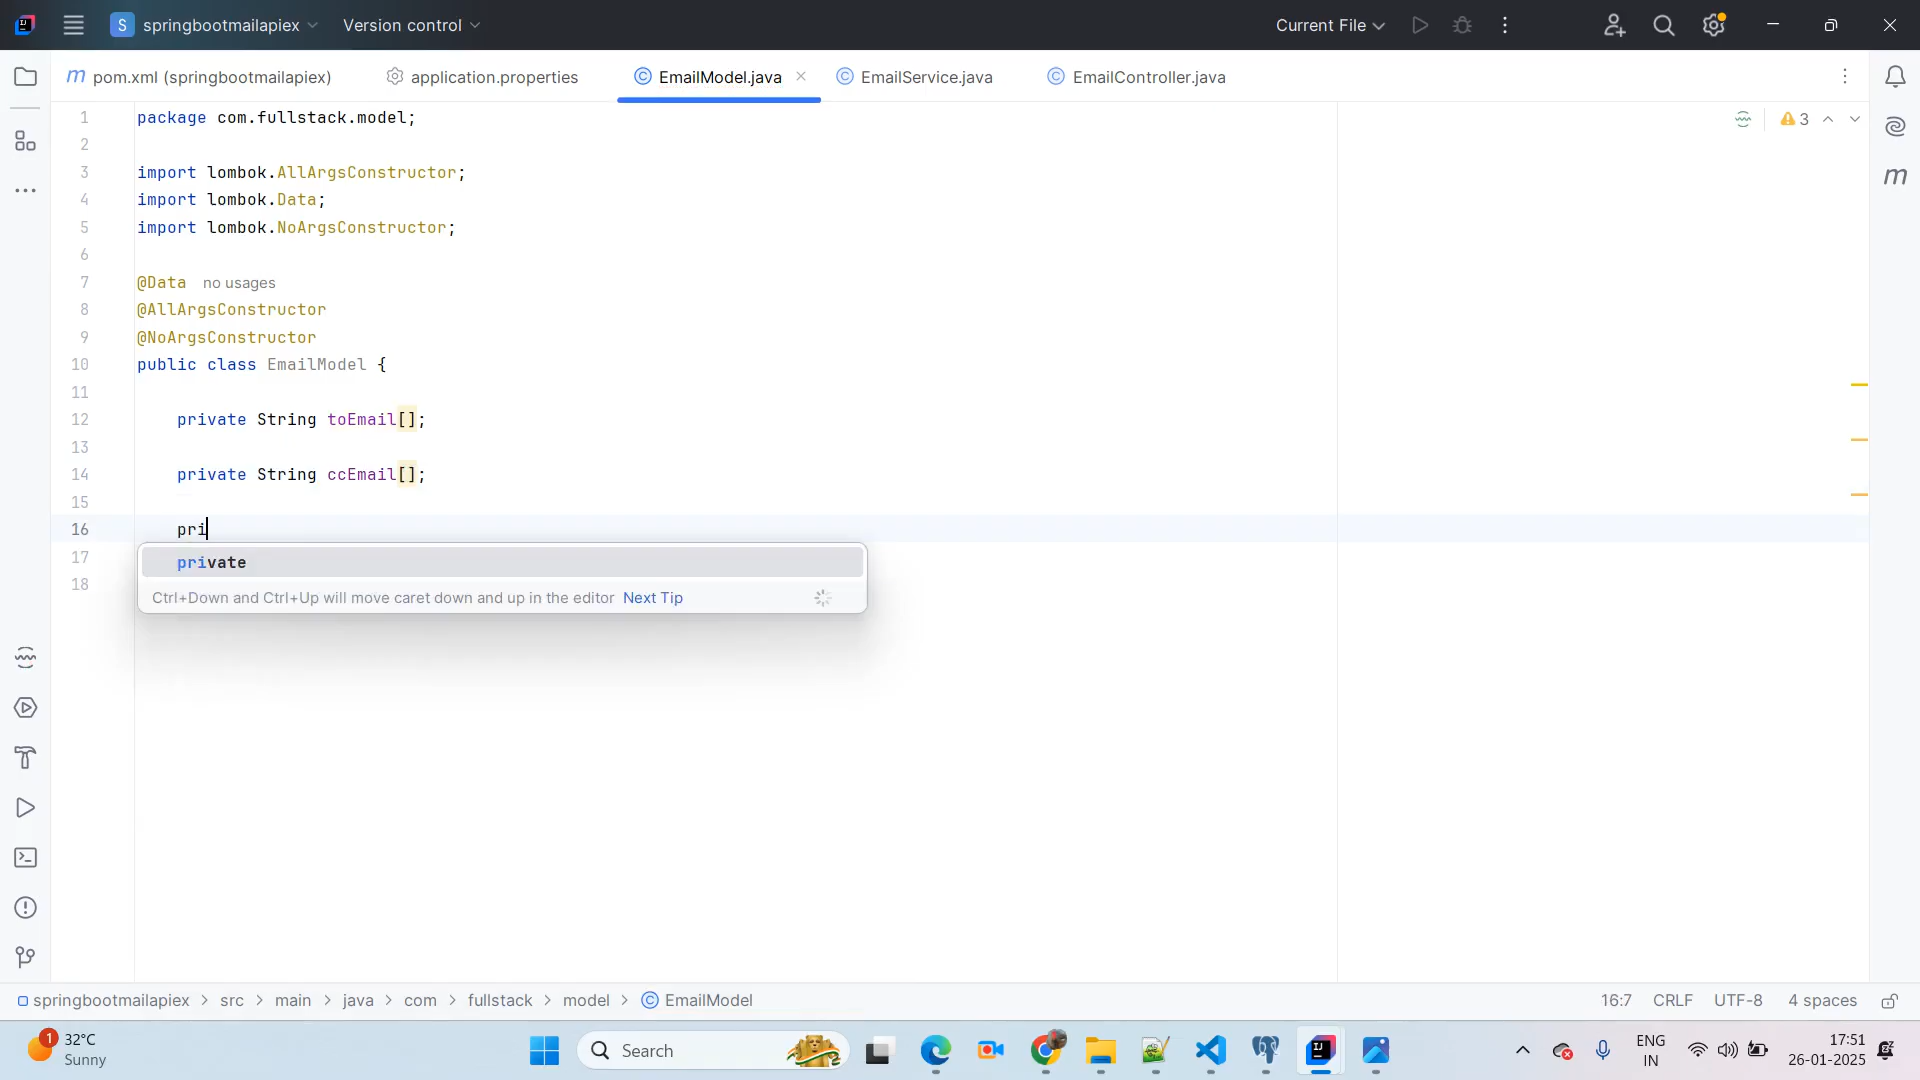 S springbootmailapiex Version control Current File
m pom.xml (springbootmailapiex) application.properties EmailModel.java EmailService.java EmailController.java
1 package com.fullstack.model; 3
2
3 import lombok.AllArgsConstructor;
4 import lombok.Data;
5 import lombok.NoArgsConstructor;
6
7 @Data no usages
8 @AllArgsConstructor
9 @NoArgsConstructor
10 public class EmailModel {
11
12 private String toEmail[];
13
14 private String ccEmail[];
15
16 pri
17 private
18 Ctrl+Down and Ctrl+Up will move caret down and up in the editor Next Tip
springbootmailapiex > src > main > java > com > fullstack > model > EmailModel 16:7 CRLF UTF-8 4 spaces
1 32°C
Sunny
Search
ENG
IN
17:51
26-01-2025